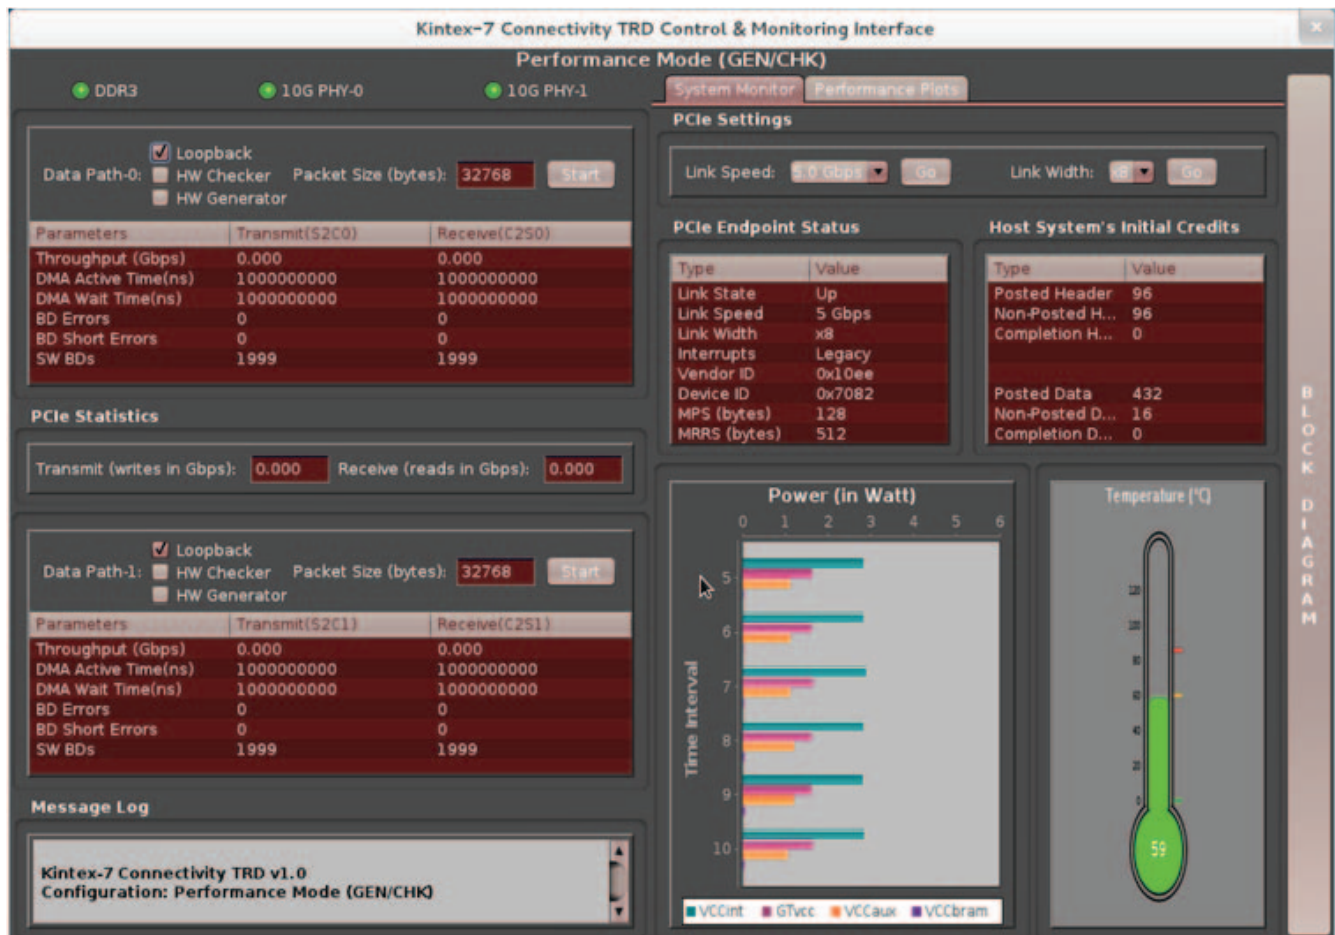 Kintex-7 Connectivity TRD Control & Monitoring Interface
Performance Mode (GEN/CHK)
DDR3 10G PHY-0 10G PHY-1
Data Path-0:
Loopback
HW Checker
HW Generator
Packet Size (bytes): 32768 Start
Parameters Transmit(S2C0) Receive(C2S0)
Throughput (Gbps) 0.000 0.000
DMA Active Time(ns) 1000000000 1000000000
DMA Wait Time(ns) 1000000000 1000000000
BD Errors 0 0
BD Short Errors 0 0
SW BDs 1999 1999
PCIe Statistics
Transmit (writes in Gbps): 0.000 Receive (reads in Gbps): 0.000
Data Path-1:
Loopback
HW Checker
HW Generator
Packet Size (bytes): 32768 Start
Parameters Transmit(S2C1) Receive(C2S1)
Throughput (Gbps) 0.000 0.000
DMA Active Time(ns) 1000000000 1000000000
DMA Wait Time(ns) 1000000000 1000000000
BD Errors 0 0
BD Short Errors 0 0
SW BDs 1999 1999
Message Log
Kintex-7 Connectivity TRD v1.0
Configuration: Performance Mode (GEN/CHK)
System Monitor Performance Plots
PCIe Settings
Link Speed: 5.0 Gbps Go Link Width: x8 Go
PCIe Endpoint Status
Type Value
Link State Up
Link Speed 5 Gbps
Link Width x8
Interrupts Legacy
Vendor ID 0x10ee
Device ID 0x7082
MPS (bytes) 128
MRRS (bytes) 512
Host System's Initial Credits
Type Value
Posted Header 96
Non-Posted H... 96
Completion H... 0
Posted Data 432
Non-Posted D... 16
Completion D... 0
Power (in Watt)
0 1 2 3 4 5 6
Time Interval
5
6
7
8
9
10
VCCint GTvcc VCCaux VCCbram
Temperature (°C)
120
100
80
60
40
20
0
59
BLOCK DIAGRAM